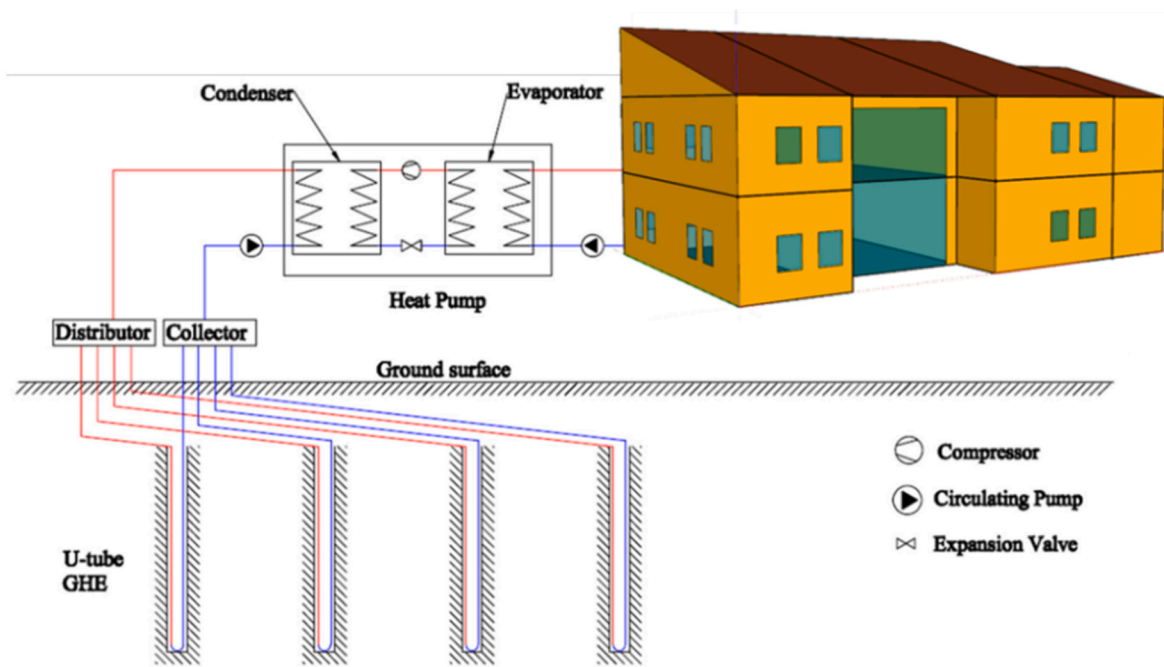 Condenser
Evaporator
Heat Pump
Distributor
Collector
Ground surface
Compressor
Circulating Pump
Expansion Valve
U-tube
GHE